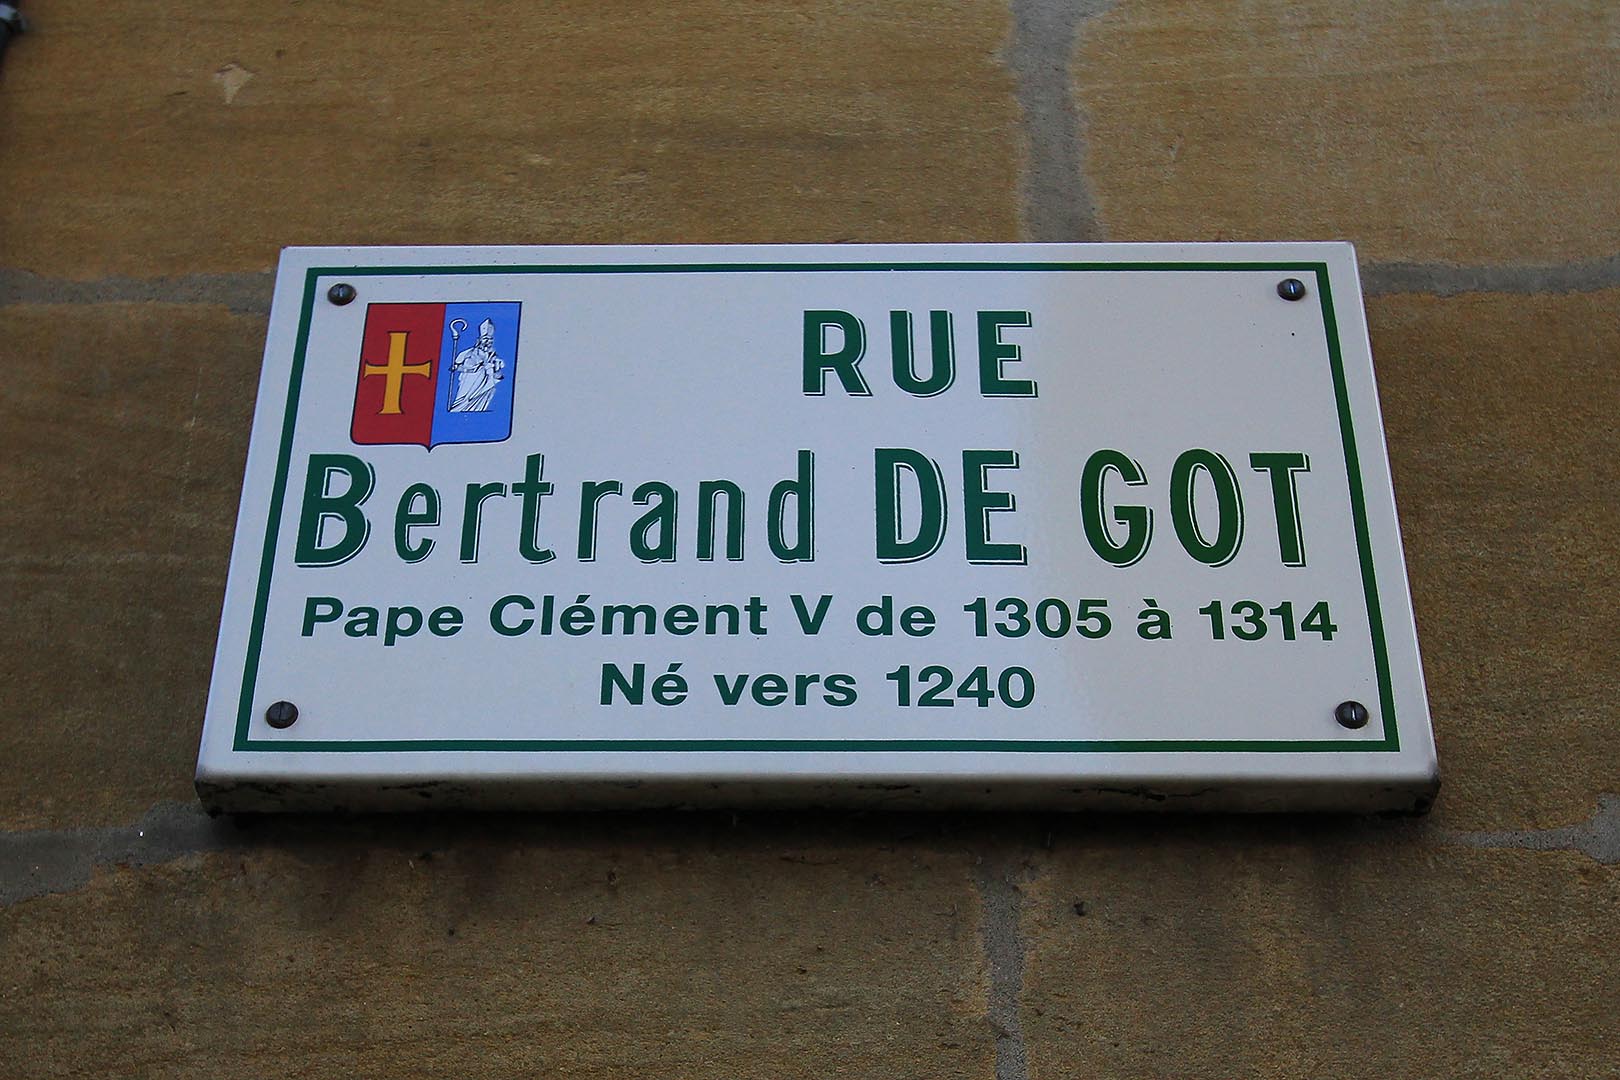 RUE
Bertrand DE GOT
Pape Clément V de 1305 à 1314
Né vers 1240